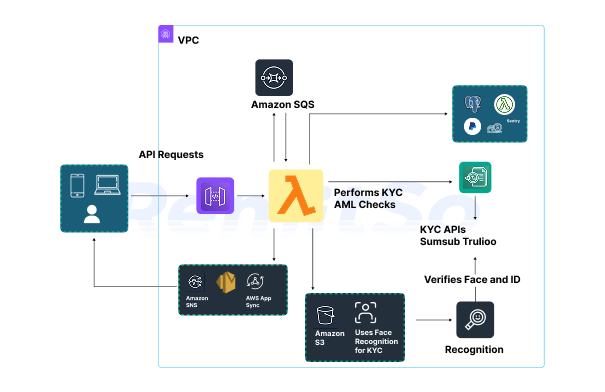 VPC
Amazon SQS
Sentry
API Requests
Performs KYC
AML Checks
KYC APIs
Sumsub Trulioo
Verifies Face and ID
Amazon
SNS
AWS App
Sync
Amazon
S3
Uses Face
Recognition
for KYC
Recognition